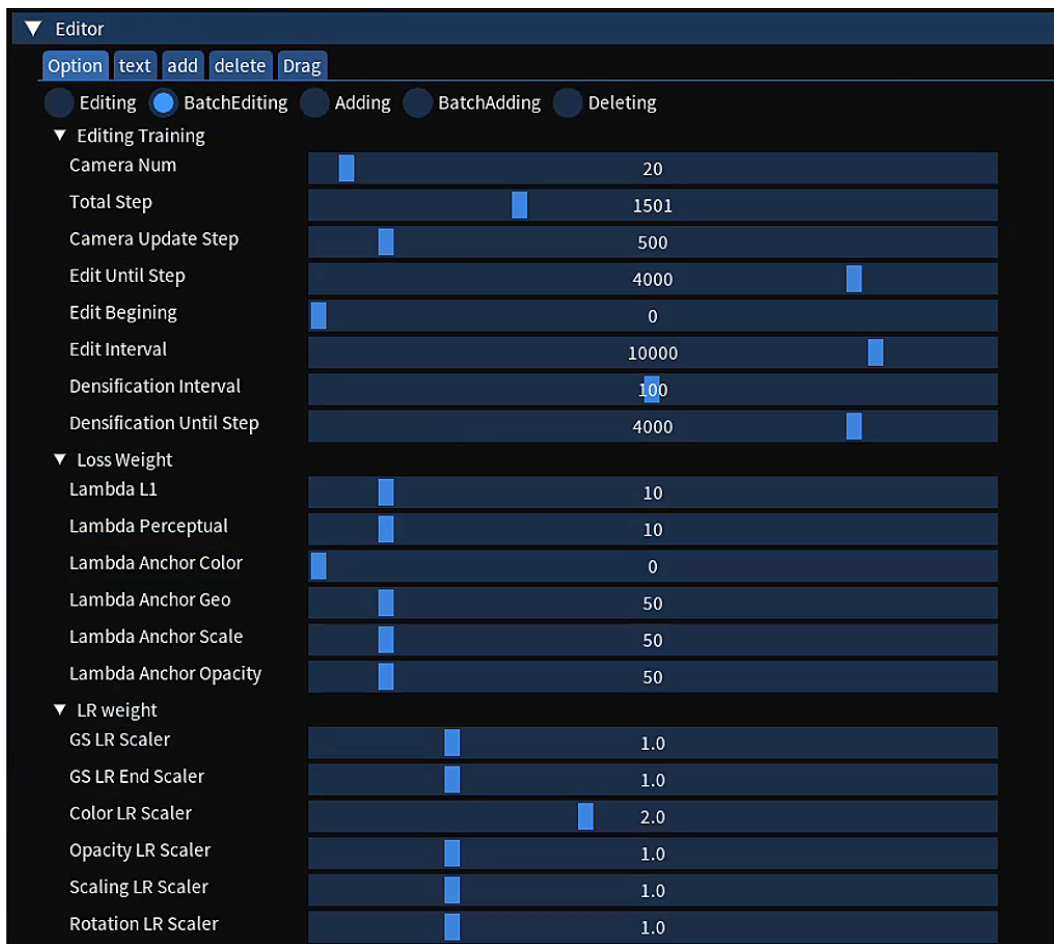 Editor
Option text add delete Drag
Editing BatchEditing Adding BatchAdding Deleting
Editing Training
Camera Num 20
Total Step 1501
Camera Update Step 500
Edit Until Step 4000
Edit Begining 0
Edit Interval 10000
Densification Interval 100
Densification Until Step 4000
Loss Weight
Lambda L1 10
Lambda Perceptual 10
Lambda Anchor Color 0
Lambda Anchor Geo 50
Lambda Anchor Scale 50
Lambda Anchor Opacity 50
LR weight
GS LR Scaler 1.0
GS LR End Scaler 1.0
Color LR Scaler 2.0
Opacity LR Scaler 1.0
Scaling LR Scaler 1.0
Rotation LR Scaler 1.0